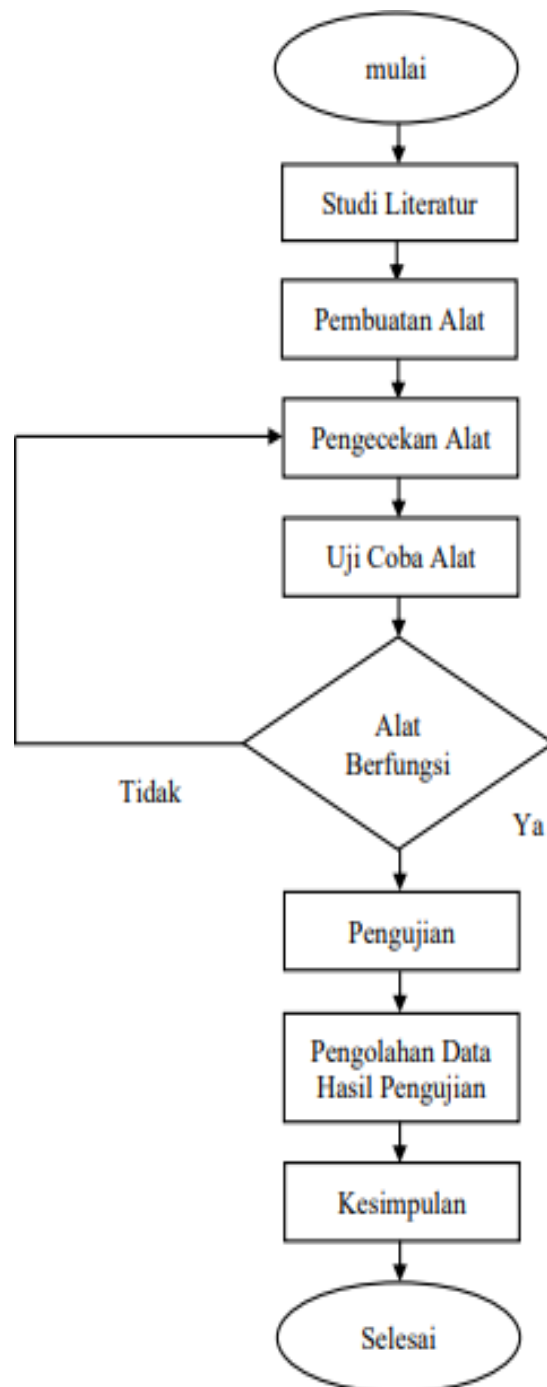 mulai
Studi Literatur
Pembuatan Alat
Pengecekan Alat
Uji Coba Alat
Alat
Berfungsi
Tidak
Ya
Pengujian
Pengolahan Data
Hasil Pengujian
Kesimpulan
Selesai